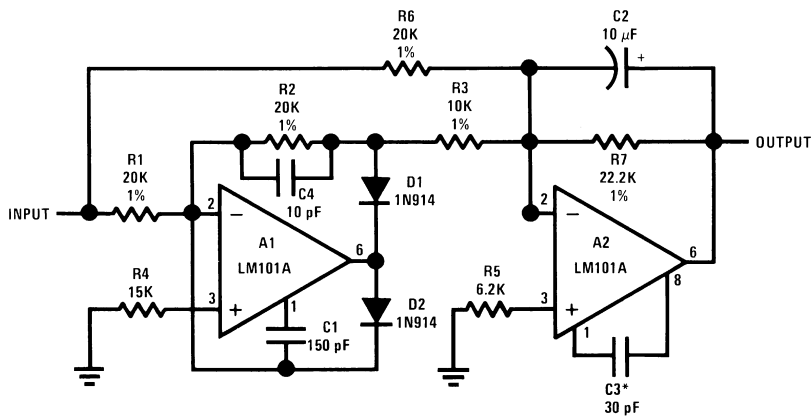 R6
20K
1%
C2
10 µF
+
R2
20K
1%
R3
10K
1%
OUTPUT
R1
20K
1%
C4
10 pF
D1
1N914
R7
22.2K
1%
INPUT
2
−
A1
LM101A
6
2
−
A2
LM101A
6
8
R4
15K
3
+
1
D2
1N914
R5
6.2K
3
+
1
C1
150 pF
C3*
30 pF